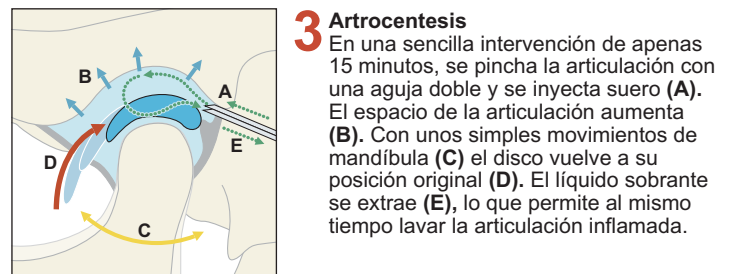 3 Artrocentesis
En una sencilla intervención de apenas
15 minutos, se pincha la articulación con
una aguja doble y se inyecta suero (A).
El espacio de la articulación aumenta
(B). Con unos simples movimientos de
mandíbula (C) el disco vuelve a su
posición original (D). El líquido sobrante
se extrae (E), lo que permite al mismo
tiempo lavar la articulación inflamada.
B
A
E
D
C